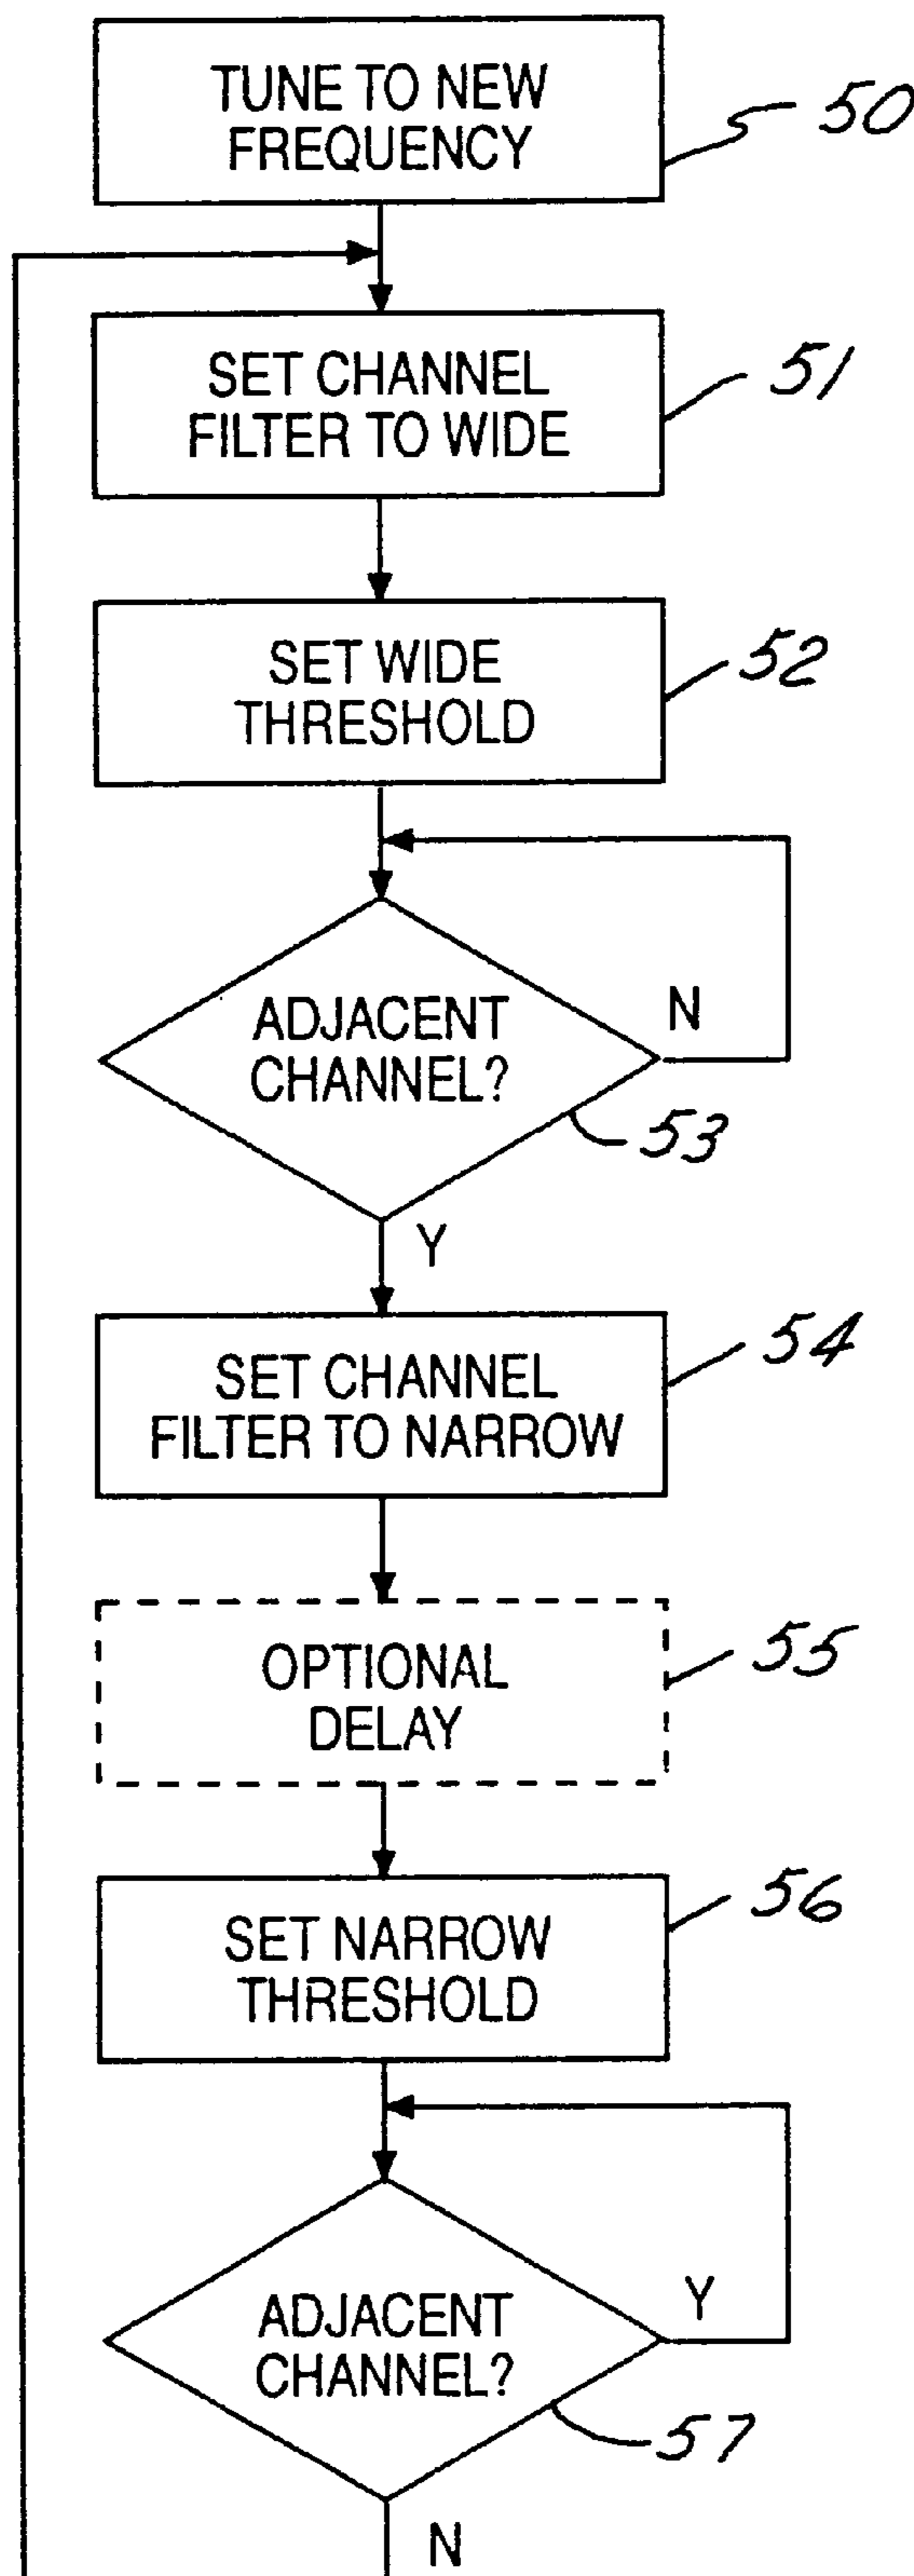 TUNE TO NEW
FREQUENCY
50
SET CHANNEL
FILTER TO WIDE
51
SET WIDE
THRESHOLD
52
ADJACENT
CHANNEL?
N
53
Y
SET CHANNEL
FILTER TO NARROW
54
OPTIONAL
DELAY
55
SET NARROW
THRESHOLD
56
ADJACENT
CHANNEL?
Y
57
N